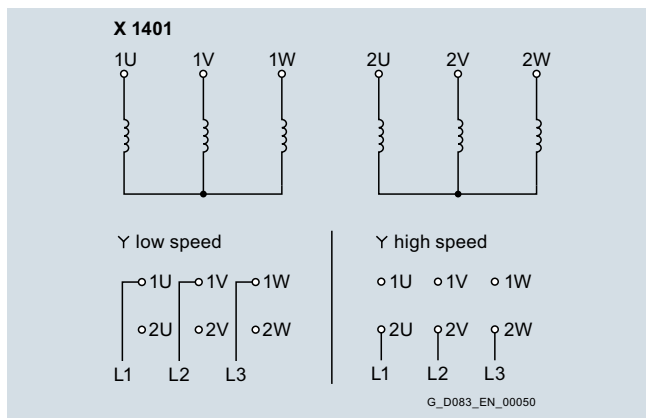 X 1401
1U 1V 1W 2U 2V 2W
Y low speed
1U 1V 1W
2U 2V 2W
L1 L2 L3
Y high speed
1U 1V 1W
2U 2V 2W
L1 L2 L3
G_D083_EN_00050